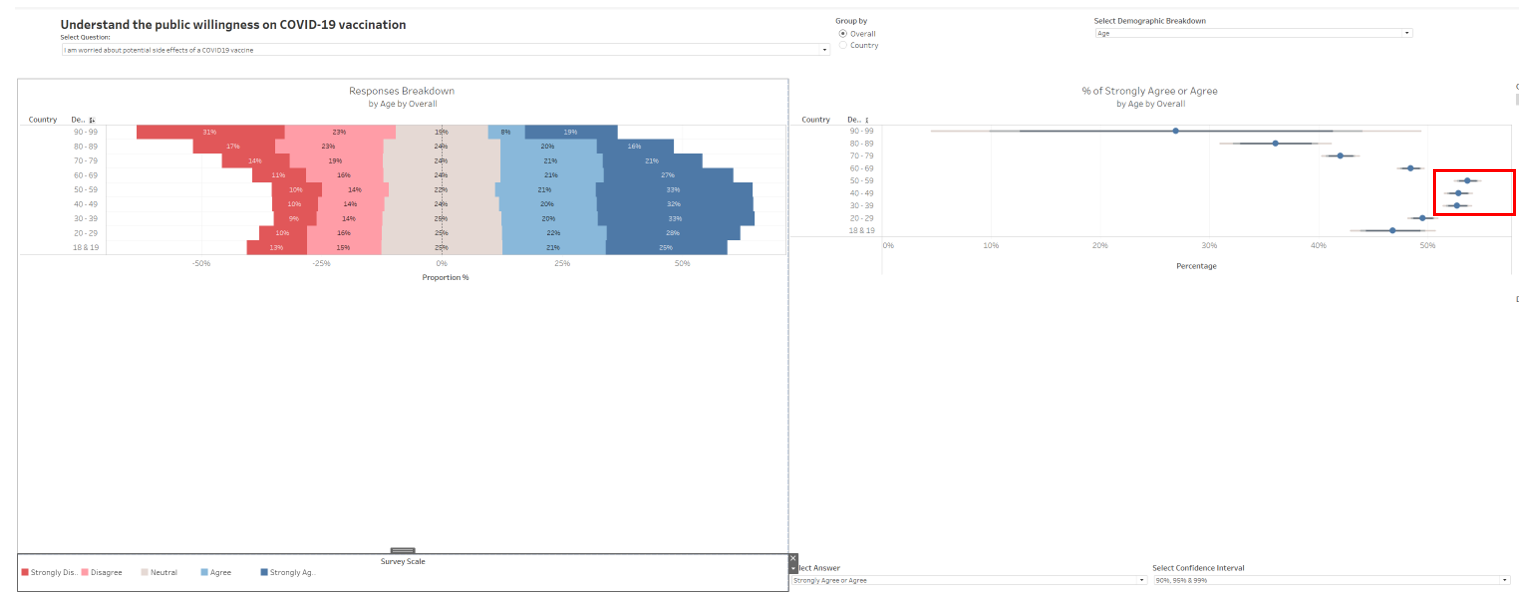 Understand the public willingness on COVID-19 vaccination
Select Question:
I am worried about potential side effects of a COVID19 vaccine
Group by
Overall
Country
Select Demographic Breakdown
Age
Responses Breakdown
by Age by Overall
Country De..
90 - 99 31% 23% 19% 8% 19%
80 - 89 17% 23% 24% 20% 16%
70 - 79 14% 19% 24% 21% 21%
60 - 69 11% 16% 24% 21% 27%
50 - 59 10% 14% 22% 21% 33%
40 - 49 10% 14% 24% 20% 32%
30 - 39 9% 14% 25% 20% 33%
20 - 29 10% 16% 25% 22% 28%
18 & 19 13% 15% 25% 21% 25%
-50% -25% 0% 25% 50%
Proportion %
% of Strongly Agree or Agree
by Age by Overall
Country De..
90 - 99
80 - 89
70 - 79
60 - 69
50 - 59
40 - 49
30 - 39
20 - 29
18 & 19
0% 10% 20% 30% 40% 50%
Percentage
Survey Scale
Strongly Dis.. Disagree Neutral Agree Strongly Ag..
lect Answer
Strongly Agree or Agree
Select Confidence Interval
90%, 95% & 99%